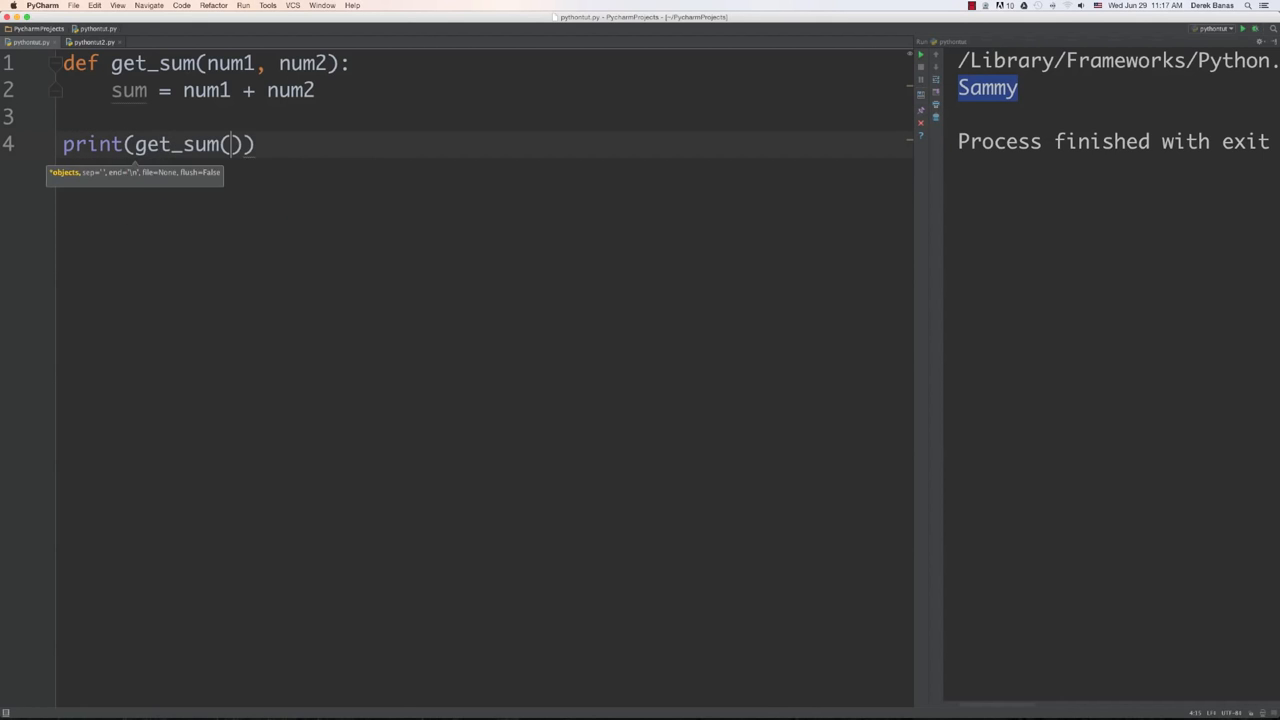 PyCharm File Edit View Navigate Code Refactor Run Tools VCS Window Help 10 Wed Jun 29 11:17 AM Derek Banas
pythontut.py - PycharmProjects - [~/PycharmProjects]
PycharmProjects pythontut.py pythontut
pythontut.py pythontut2.py Run pythontut
1 def get_sum(num1, num2):
2 sum = num1 + num2
3
4 print(get_sum())
*objects, sep=' ', end="\n", file=None, flush=False
/Library/Frameworks/Python.
Sammy
Process finished with exit
4:15 LF≠ UTF-8≠